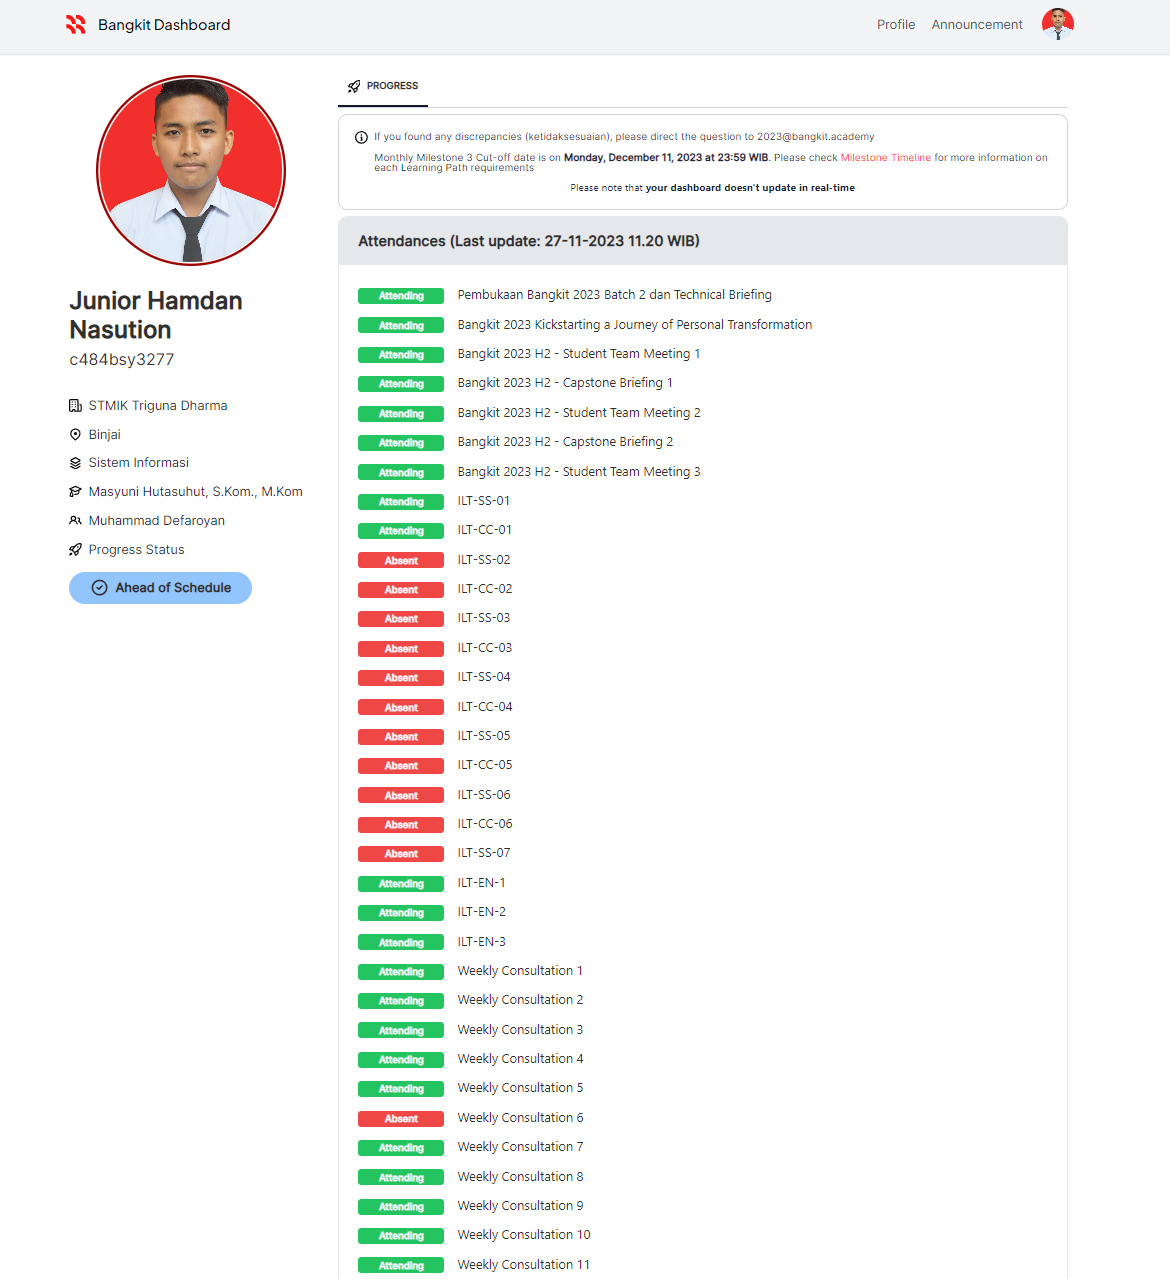 Bangkit Dashboard
Profile
Announcement
Junior Hamdan
Nasution
c484bsy3277
STMIK Triguna Dharma
Binjai
Sistem Informasi
Masyuni Hutasuhut, S.Kom., M.Kom
Muhammad Defaroyan
Progress Status
Ahead of Schedule
PROGRESS
If you found any discrepancies (ketidaksesuaian), please direct the question to 2023@bangkit.academy
Monthly Milestone 3 Cut-off date is on Monday, December 11, 2023 at 23:59 WIB. Please check Milestone Timeline for more information on
each Learning Path requirements
Please note that your dashboard doesn't update in real-time
Attendances (Last update: 27-11-2023 11.20 WIB)
Attending Pembukaan Bangkit 2023 Batch 2 dan Technical Briefing
Attending Bangkit 2023 Kickstarting a Journey of Personal Transformation
Attending Bangkit 2023 H2 - Student Team Meeting 1
Attending Bangkit 2023 H2 - Capstone Briefing 1
Attending Bangkit 2023 H2 - Student Team Meeting 2
Attending Bangkit 2023 H2 - Capstone Briefing 2
Attending Bangkit 2023 H2 - Student Team Meeting 3
Attending ILT-SS-01
Attending ILT-CC-01
Absent ILT-SS-02
Absent ILT-CC-02
Absent ILT-SS-03
Absent ILT-CC-03
Absent ILT-SS-04
Absent ILT-CC-04
Absent ILT-SS-05
Absent ILT-CC-05
Absent ILT-SS-06
Absent ILT-CC-06
Absent ILT-SS-07
Attending ILT-EN-1
Attending ILT-EN-2
Attending ILT-EN-3
Attending Weekly Consultation 1
Attending Weekly Consultation 2
Attending Weekly Consultation 3
Attending Weekly Consultation 4
Attending Weekly Consultation 5
Absent Weekly Consultation 6
Attending Weekly Consultation 7
Attending Weekly Consultation 8
Attending Weekly Consultation 9
Attending Weekly Consultation 10
Attending Weekly Consultation 11